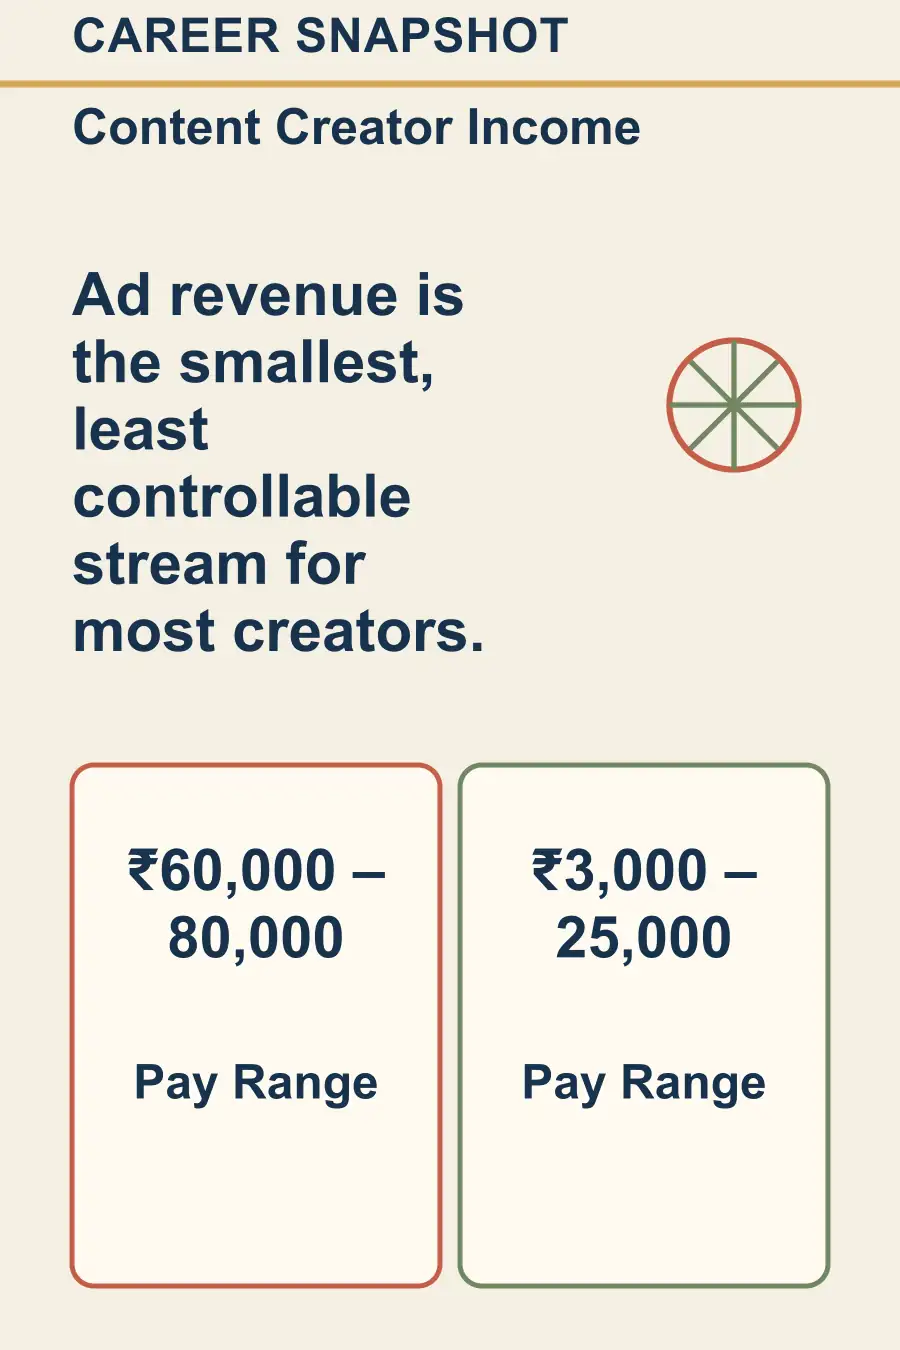 CAREER SNAPSHOT
Content Creator Income
Ad revenue is
the smallest,
least
controllable
stream for
most creators.
₹60,000 –
80,000
Pay Range
₹3,000 –
25,000
Pay Range